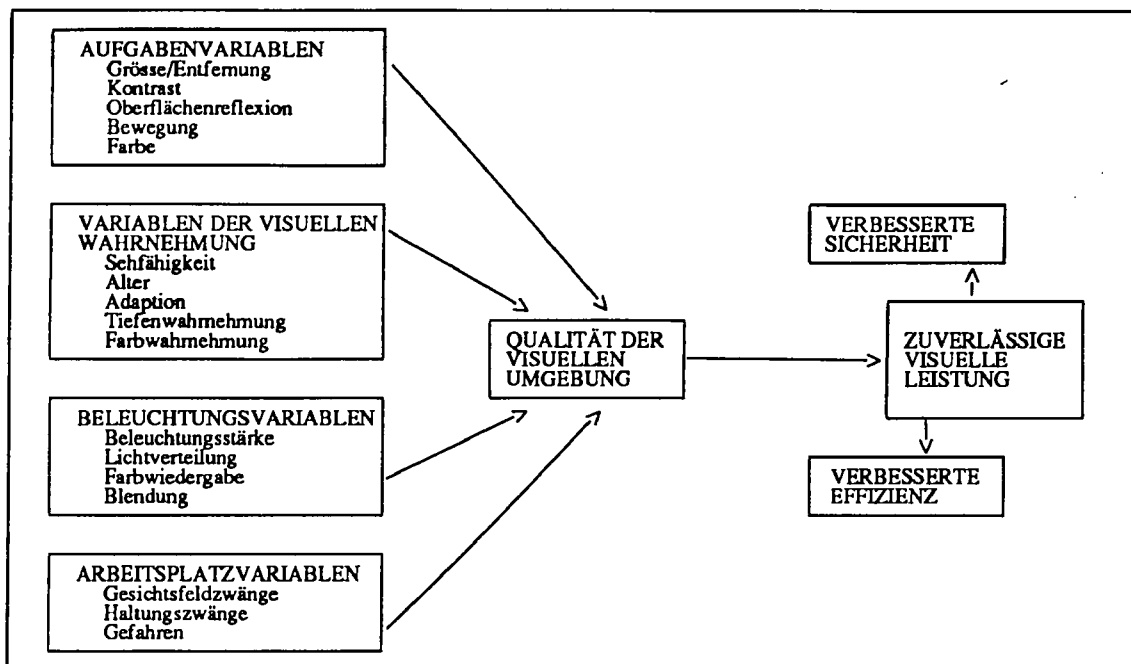 AUFGABENVARIABLEN
Grösse/Entfernung
Kontrast
Oberflächenreflexion
Bewegung
Farbe
VARIABLEN DER VISUELLEN
WAHRNEHMUNG
Sehfähigkeit
Alter
Adaption
Tiefenwahrnehmung
Farbwahrnehmung
BELEUCHTUNGSVARIABLEN
Beleuchtungsstärke
Lichtverteilung
Farbwiedergabe
Blendung
ARBEITSPLATZVARIABLEN
Gesichtsfeldzwänge
Haltungszwänge
Gefahren
QUALITÄT DER
VISUELLEN
UMGEBUNG
VERBESSERTE
SICHERHEIT
ZUVERLÄSSIGE
VISUELLE
LEISTUNG
VERBESSERTE
EFFIZIENZ